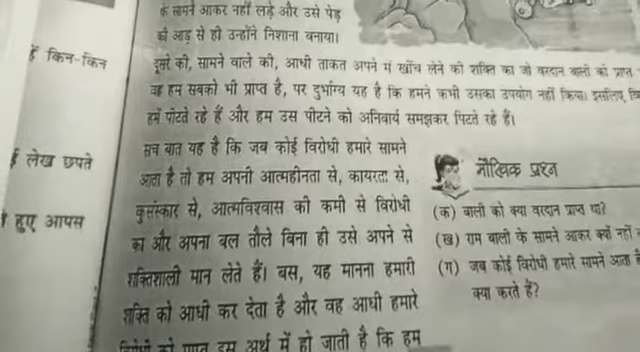 के सामने आकर नहीं लड़े और उसे पेड़
की आड़ से ही उन्होंने निशाना बनाया।
दूसरे की, सामने वाले की, आधी ताकत अपने में खींच लेने की शक्ति का जो वरदान बाली को प्राप्त
वह हम सबको भी प्राप्त है, पर दुर्भाग्य यह है कि हमने कभी उसका उपयोग नहीं किया। इसलिए
हमें पीटते रहे हैं और हम उस पीटने को अनिवार्य समझकर पिटते रहे हैं।
सच बात यह है कि जब कोई विरोधी हमारे सामने
आता है तो हम अपनी आत्महीनता से, कायरता से,
कुसंस्कार से, आत्मविश्वास की कमी से विरोधी
का और अपना बल तौले बिना ही उसे अपने से
शक्तिशाली मान लेते हैं। बस, यह मानना हमारी
शक्ति को आधी कर देता है और वह आधी हमारे
विरोधी को प्राप्त इस अर्थ में हो जाती है कि हम
मौखिक प्रश्न
(क) बाली को क्या वरदान प्राप्त था?
(ख) राम बाली के सामने आकर क्यों नहीं
(ग) जब कोई विरोधी हमारे सामने आता
क्या करते हैं?
हैं किन-किन
ई लेख छपते
हुए आपस